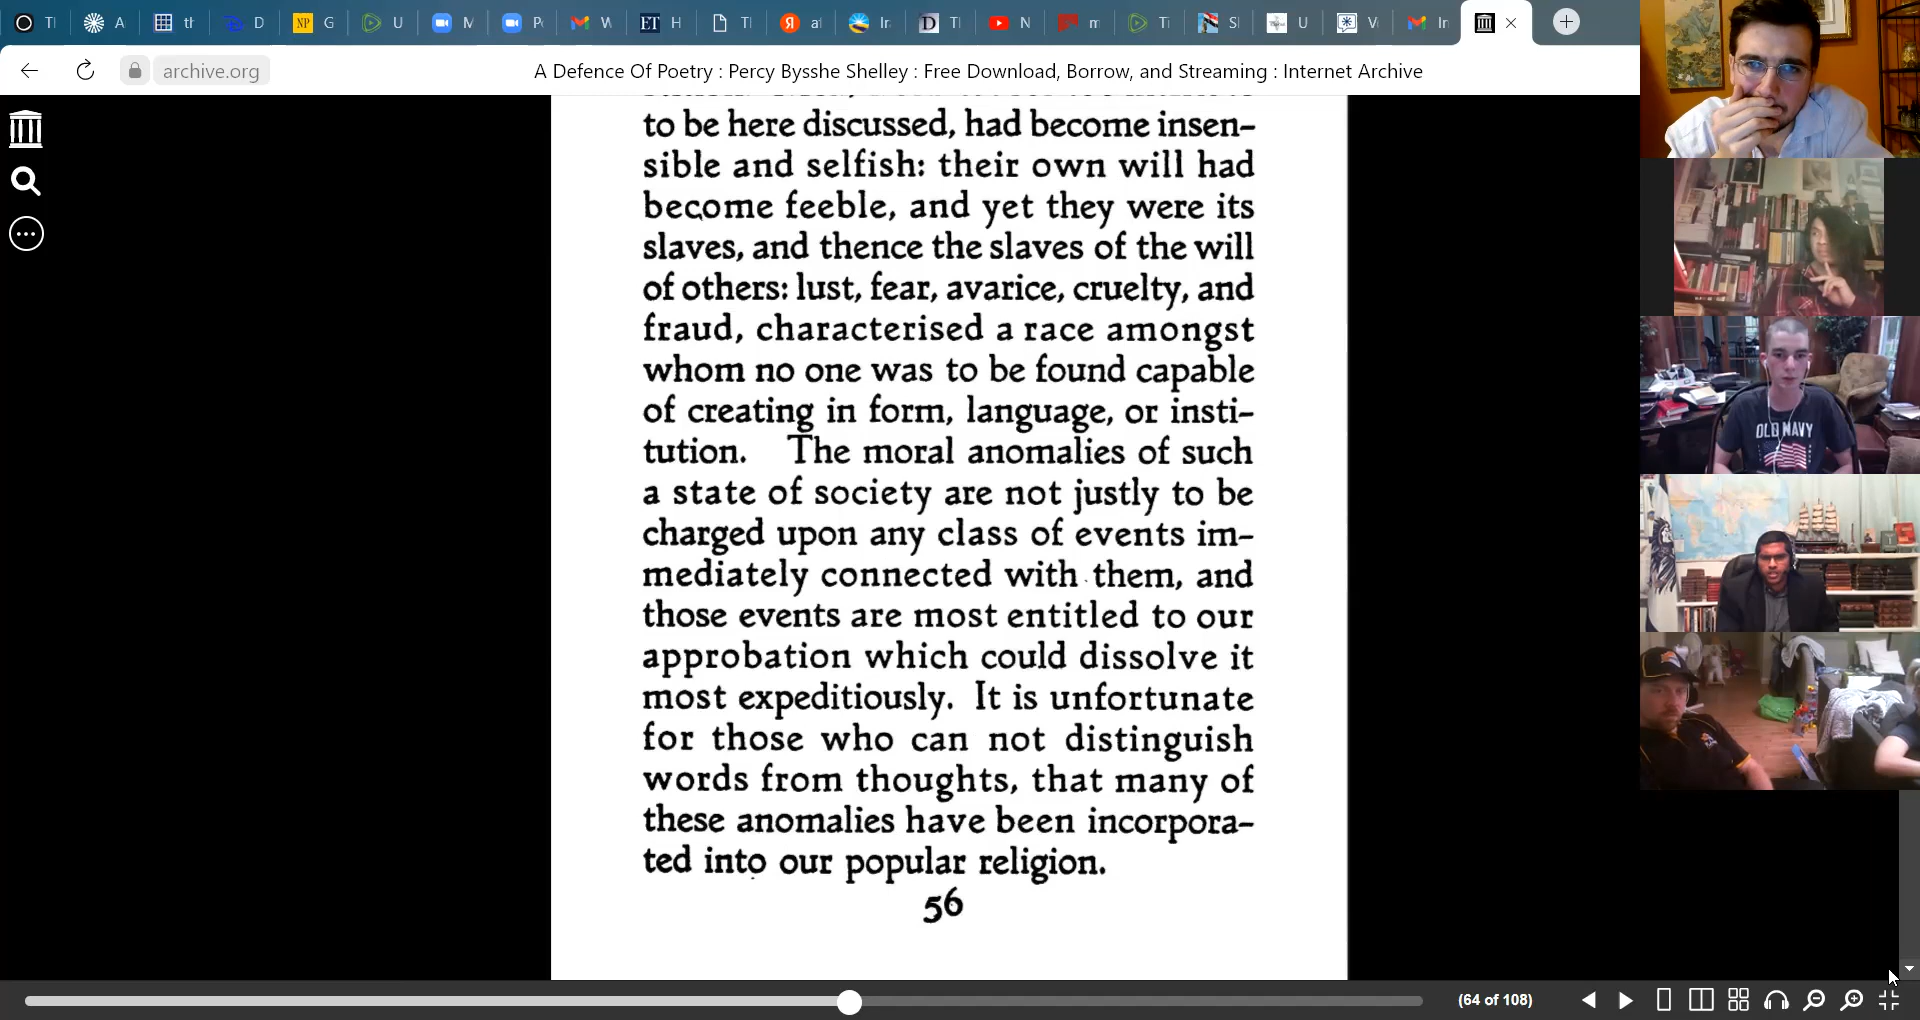 T
A
th
D
NP
G
U
M
P
W
ET
H
T
Я
a
I
D
T
N
m
T
S
U
V
In
archive.org
A Defence Of Poetry : Percy Bysshe Shelley : Free Download, Borrow, and Streaming : Internet Archive
to be here discussed, had become insen-
sible and selfish: their own will had
become feeble, and yet they were its
slaves, and thence the slaves of the will
of others: lust, fear, avarice, cruelty, and
fraud, characterised a race amongst
whom no one was to be found capable
of creating in form, language, or insti-
tution. The moral anomalies of such
a state of society are not justly to be
charged upon any class of events im-
mediately connected with them, and
those events are most entitled to our
approbation which could dissolve it
most expeditiously. It is unfortunate
for those who can not distinguish
words from thoughts, that many of
these anomalies have been incorpora-
ted into our popular religion.
56
OLD NAVY
(64 of 108)